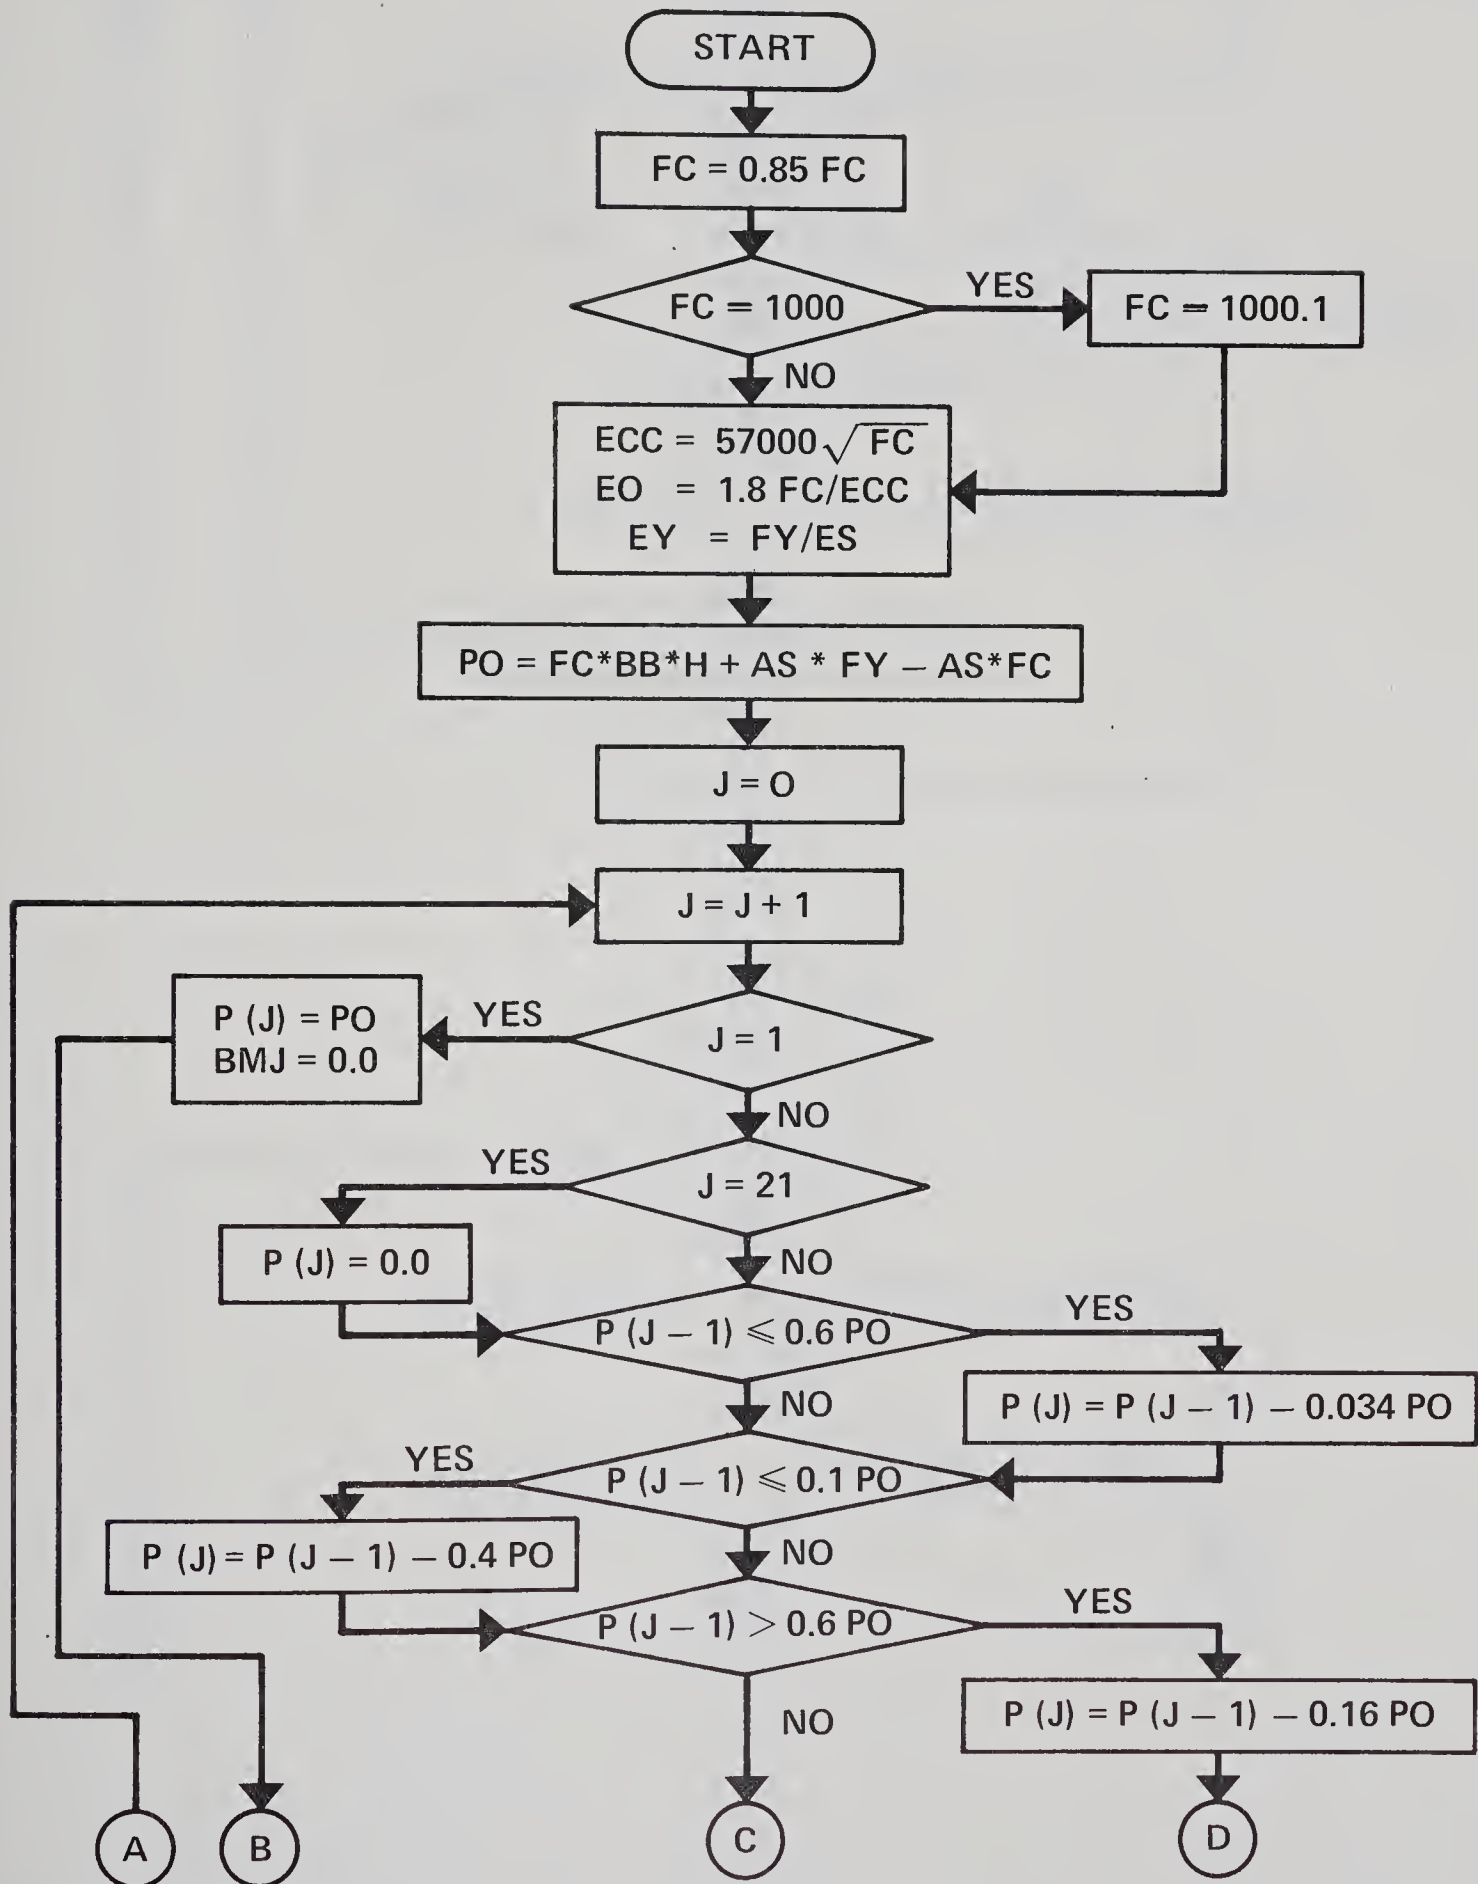 START
FC = 0.85 FC
FC = 1000
YES
FC = 1000.1
NO
ECC = 57000 √FC
EO = 1.8 FC/ECC
EY = FY/ES
PO = FC*BB*H + AS * FY – AS*FC
J = O
J = J + 1
P (J) = PO
BMJ = 0.0
YES
J = 1
NO
YES
J = 21
P (J) = 0.0
NO
P (J – 1) ⩽ 0.6 PO
YES
P (J) = P (J – 1) – 0.034 PO
NO
YES
P (J – 1) ⩽ 0.1 PO
P (J) = P (J – 1) – 0.4 PO
NO
P (J – 1) > 0.6 PO
YES
P (J) = P (J – 1) – 0.16 PO
NO
A
B
C
D